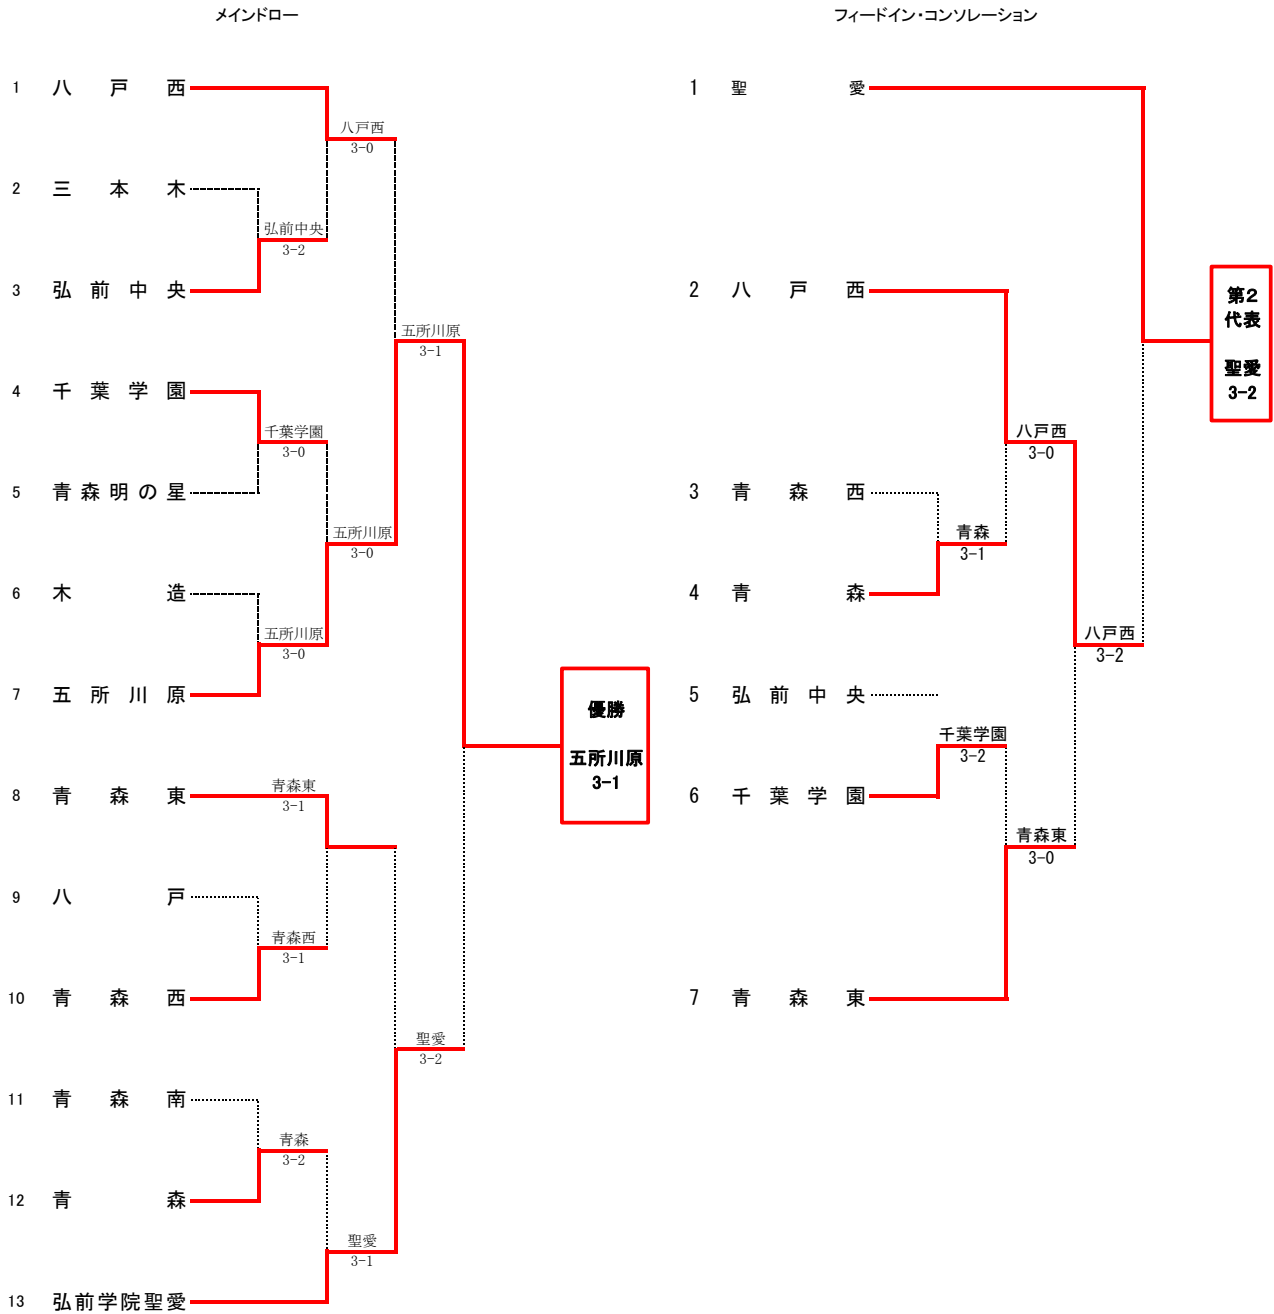 メインドロー
1 八戸西
八戸西
3-0
2 三本木
弘前中央
3-2
3 弘前中央
五所川原
3-1
4 千葉学園
千葉学園
3-0
5 青森明の星
五所川原
3-0
6 木造
五所川原
3-0
7 五所川原
優勝
五所川原
3-1
8 青森東
青森東
3-1
9 八戸
青森西
3-1
10 青森西
聖愛
3-2
11 青森南
青森
3-2
12 青森
聖愛
3-1
13 弘前学院聖愛
フィードイン・コンソレーション
1 聖愛
2 八戸西
第2
代表
聖愛
3-2
八戸西
3-0
3 青森西
青森
3-1
4 青森
八戸西
3-2
5 弘前中央
千葉学園
3-2
6 千葉学園
青森東
3-0
7 青森東